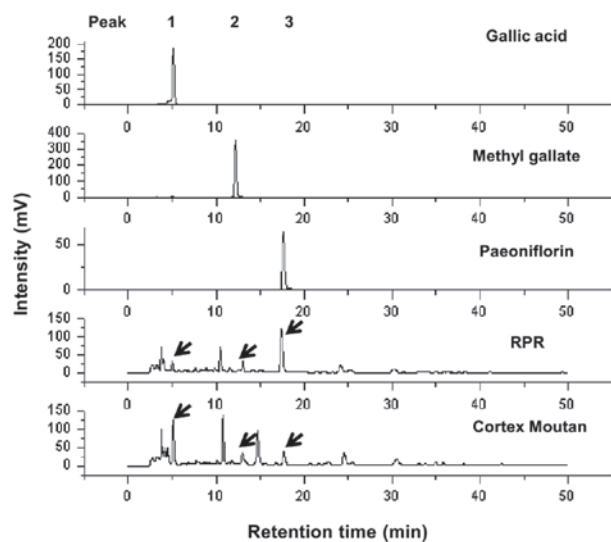 Peak 1 2 3
Gallic acid
200
150
100
50
0
0 10 20 30 40 50
Methyl gallate
400
300
200
100
0
0 10 20 30 40 50
Paeoniflorin
50
0
0 10 20 30 40 50
RPR
150
100
50
0
0 10 20 30 40 50
Cortex Moutan
150
100
50
0
0 10 20 30 40 50
Intensity (mV)
Retention time (min)